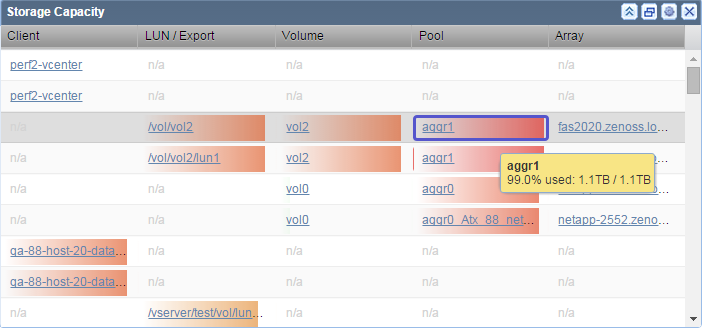 Storage Capacity
Client LUN / Export Volume Pool Array
perf2-vcenter n/a n/a n/a n/a
perf2-vcenter n/a n/a n/a n/a
n/a /vol/vol2 vol2 aggr1 fas2020.zenoss.lo...
n/a /vol/vol2/lun1 vol2 aggr1
aggr1
99.0% used: 1.1TB / 1.1TB
n/a n/a vol0 aggr0
n/a n/a vol0 aggr0_Atx_88_net... netapp-2552.zeno...
qa-88-host-20-data... n/a n/a n/a n/a
qa-88-host-20-data... n/a n/a n/a n/a
n/a /vserver/test/vol/lun... n/a n/a n/a